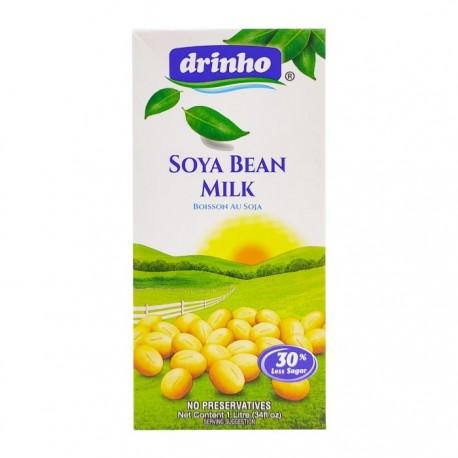 drinho
®
SOYA BEAN
MILK
BOISSON AU SOJA
30%
Less Sugar
NO PRESERVATIVES
Net Content 1 Litre (34fl oz)
SERVING SUGGESTION